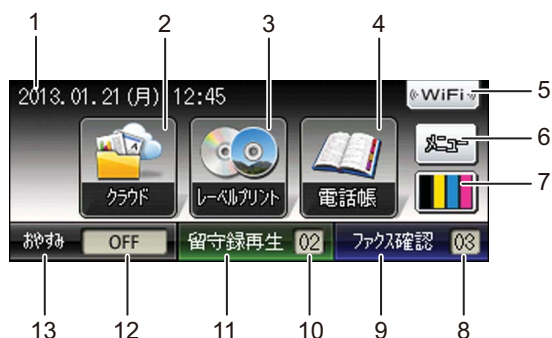 1 2 3 4
2013.01.21(月) 12:45 WiFi 5
メニュー 6
クラウド レーベルプリント 電話帳 7
おやすみ OFF 留守録再生 02 ファクス確認 03
13 12 11 10 9 8